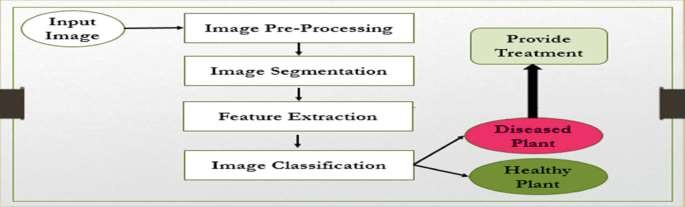 Input
Image
Image Pre-Processing
Image Segmentation
Feature Extraction
Image Classification
Provide
Treatment
Diseased
Plant
Healthy
Plant